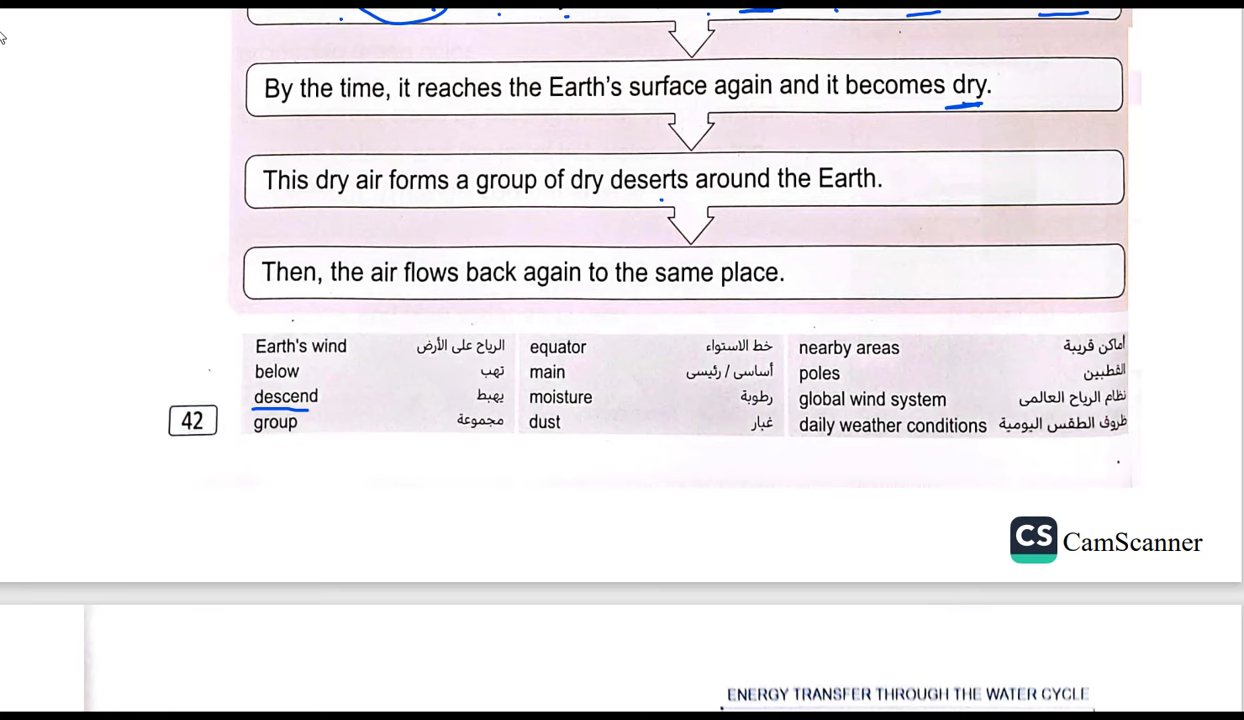 By the time, it reaches the Earth's surface again and it becomes dry.
This dry air forms a group of dry deserts around the Earth.
Then, the air flows back again to the same place.
Earth's wind الرياح على الأرض equator خط الاستواء nearby areas أماكن قريبة
below تهب main أساسى / رئيسى poles القطبين
descend يهبط moisture رطوبة global wind system نظام الرياح العالمى
group مجموعة dust غبار daily weather conditions ظروف الطقس اليومية
42
CS CamScanner
ENERGY TRANSFER THROUGH THE WATER CYCLE